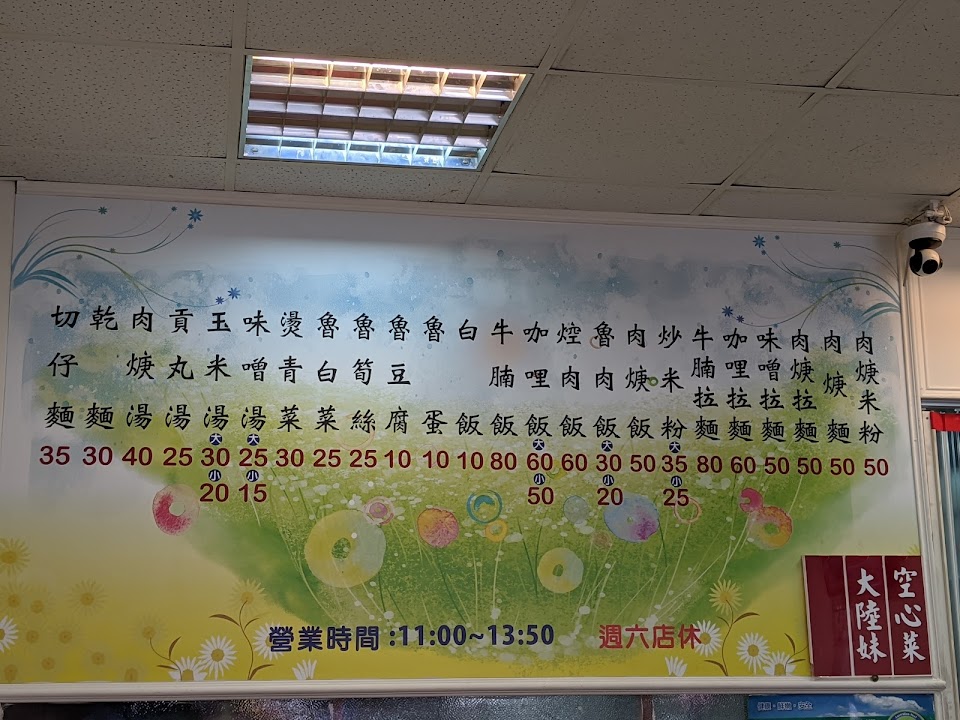 肉焿米粉 50
肉焿麵 50
肉焿拉麵 50
味噌拉麵 50
咖哩拉麵 60
牛腩拉麵 80
炒米粉 大 35 小 25
肉焿飯 50
魯肉飯 大 30 小 20
焢肉飯 60
咖哩飯 大 60 小 50
牛腩飯 80
白飯 10
魯蛋 10
魯豆腐 10
魯筍絲 25
魯白菜 25
燙青菜 30
味噌湯 大 25 小 15
玉米湯 大 30 小 20
貢丸湯 25
肉焿湯 40
乾麵 30
切仔麵 35
營業時間:11:00~13:50 週六店休
空心菜
大陸妹